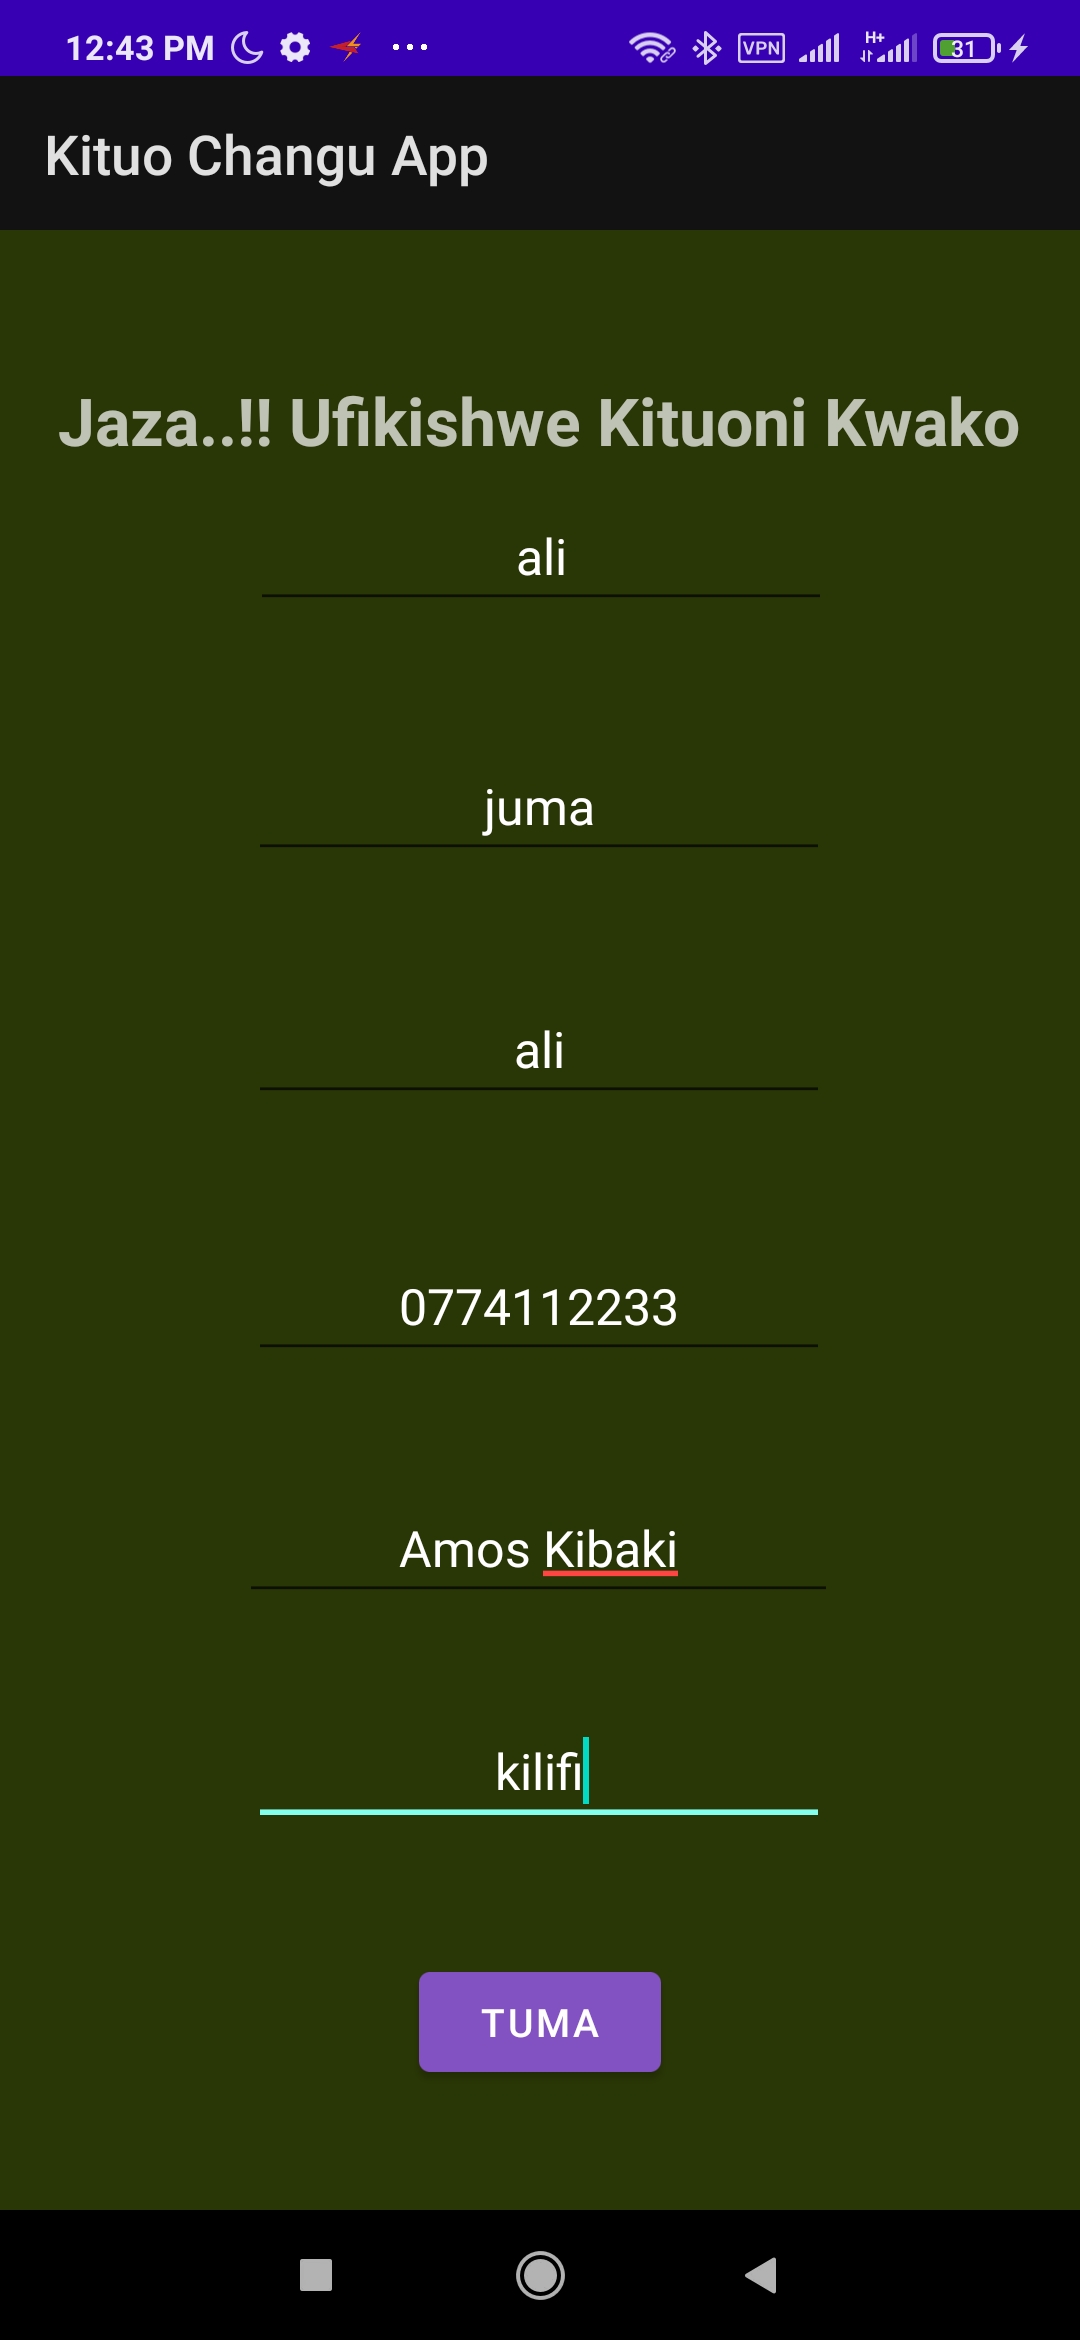 12:43 PM
VPN
H+
31
Kituo Changu App
Jaza..!! Ufikishwe Kituoni Kwako
ali
juma
ali
0774112233
Amos Kibaki
kilifi
TUMA